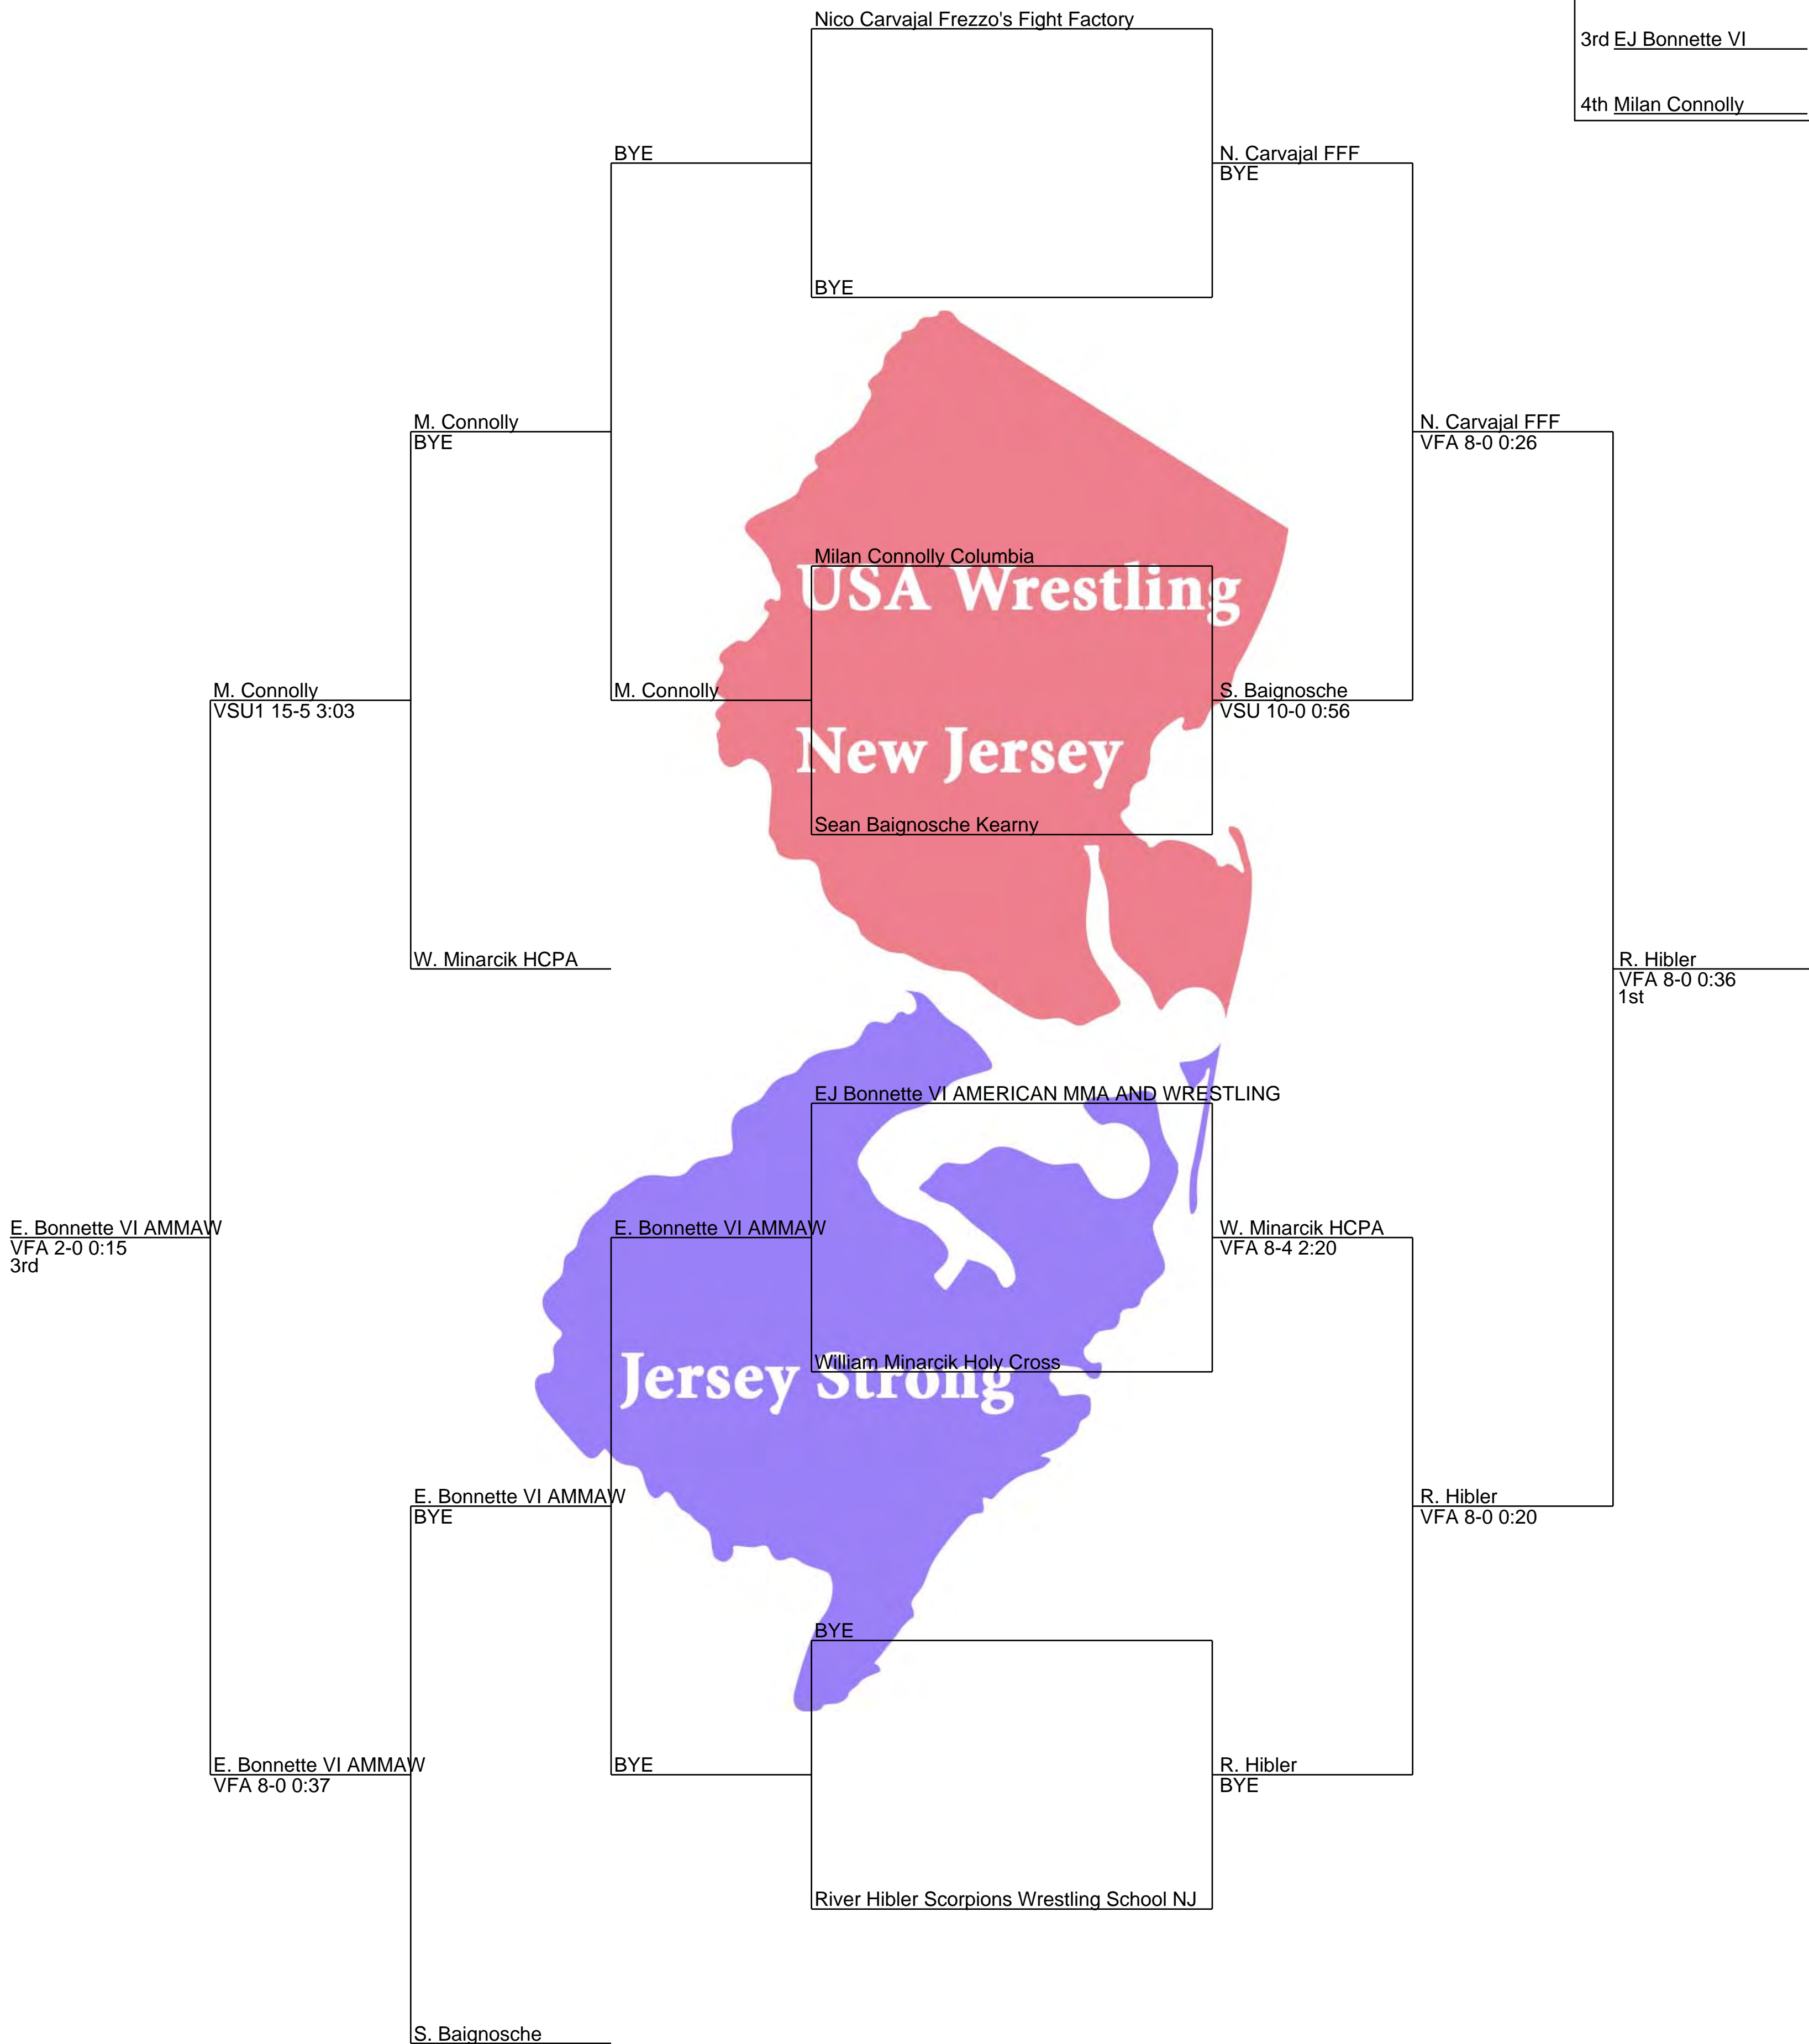 Nico Carvajal Frezzo's Fight Factory
3rd EJ Bonnette VI
4th Milan Connolly
BYE
N. Carvajal FFF
BYE
BYE
M. Connolly
BYE
N. Carvajal FFF
VFA 8-0 0:26
Milan Connolly Columbia
USA Wrestling
M. Connolly
VSU1 15-5 3:03
M. Connolly
S. Baignosche
VSU 10-0 0:56
New Jersey
Sean Baignosche Kearny
W. Minarcik HCPA
R. Hibler
VFA 8-0 0:36
1st
EJ Bonnette VI AMERICAN MMA AND WRESTLING
E. Bonnette VI AMMAW
VFA 2-0 0:15
3rd
E. Bonnette VI AMMAW
W. Minarcik HCPA
VFA 8-4 2:20
William Minarcik Holy Cross
Jersey Strong
E. Bonnette VI AMMAW
BYE
R. Hibler
VFA 8-0 0:20
BYE
E. Bonnette VI AMMAW
VFA 8-0 0:37
BYE
R. Hibler
BYE
River Hibler Scorpions Wrestling School NJ
S. Baignosche